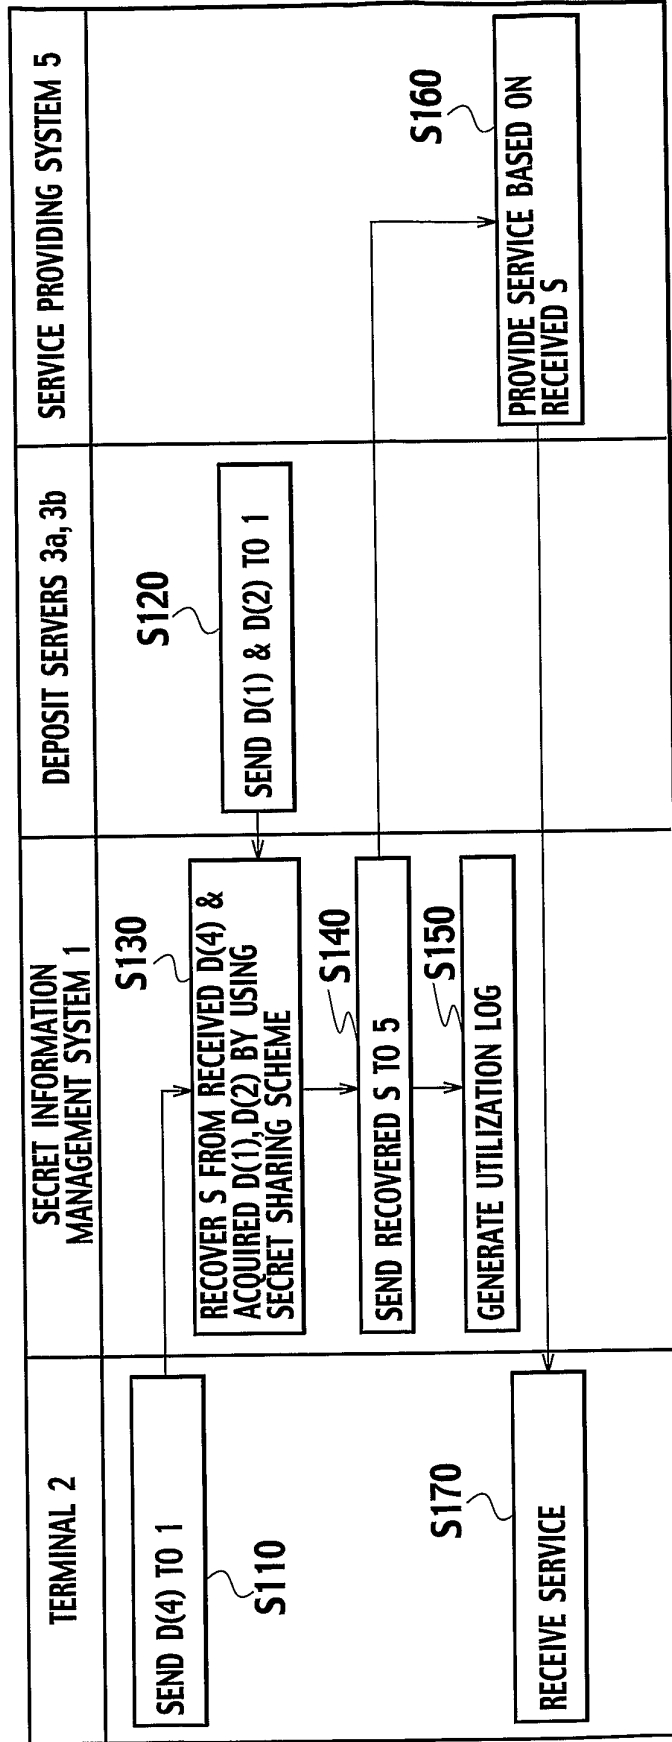 TERMINAL 2
SECRET INFORMATION
MANAGEMENT SYSTEM 1
DEPOSIT SERVERS 3a, 3b
SERVICE PROVIDING SYSTEM 5
SEND D(4) TO 1
S110
SEND D(1) & D(2) TO 1
S120
S130
RECOVER S FROM RECEIVED D(4) &
ACQUIRED D(1), D(2) BY USING
SECRET SHARING SCHEME
S140
SEND RECOVERED S TO 5
S150
GENERATE UTILIZATION LOG
S160
PROVIDE SERVICE BASED ON
RECEIVED S
S170
RECEIVE SERVICE